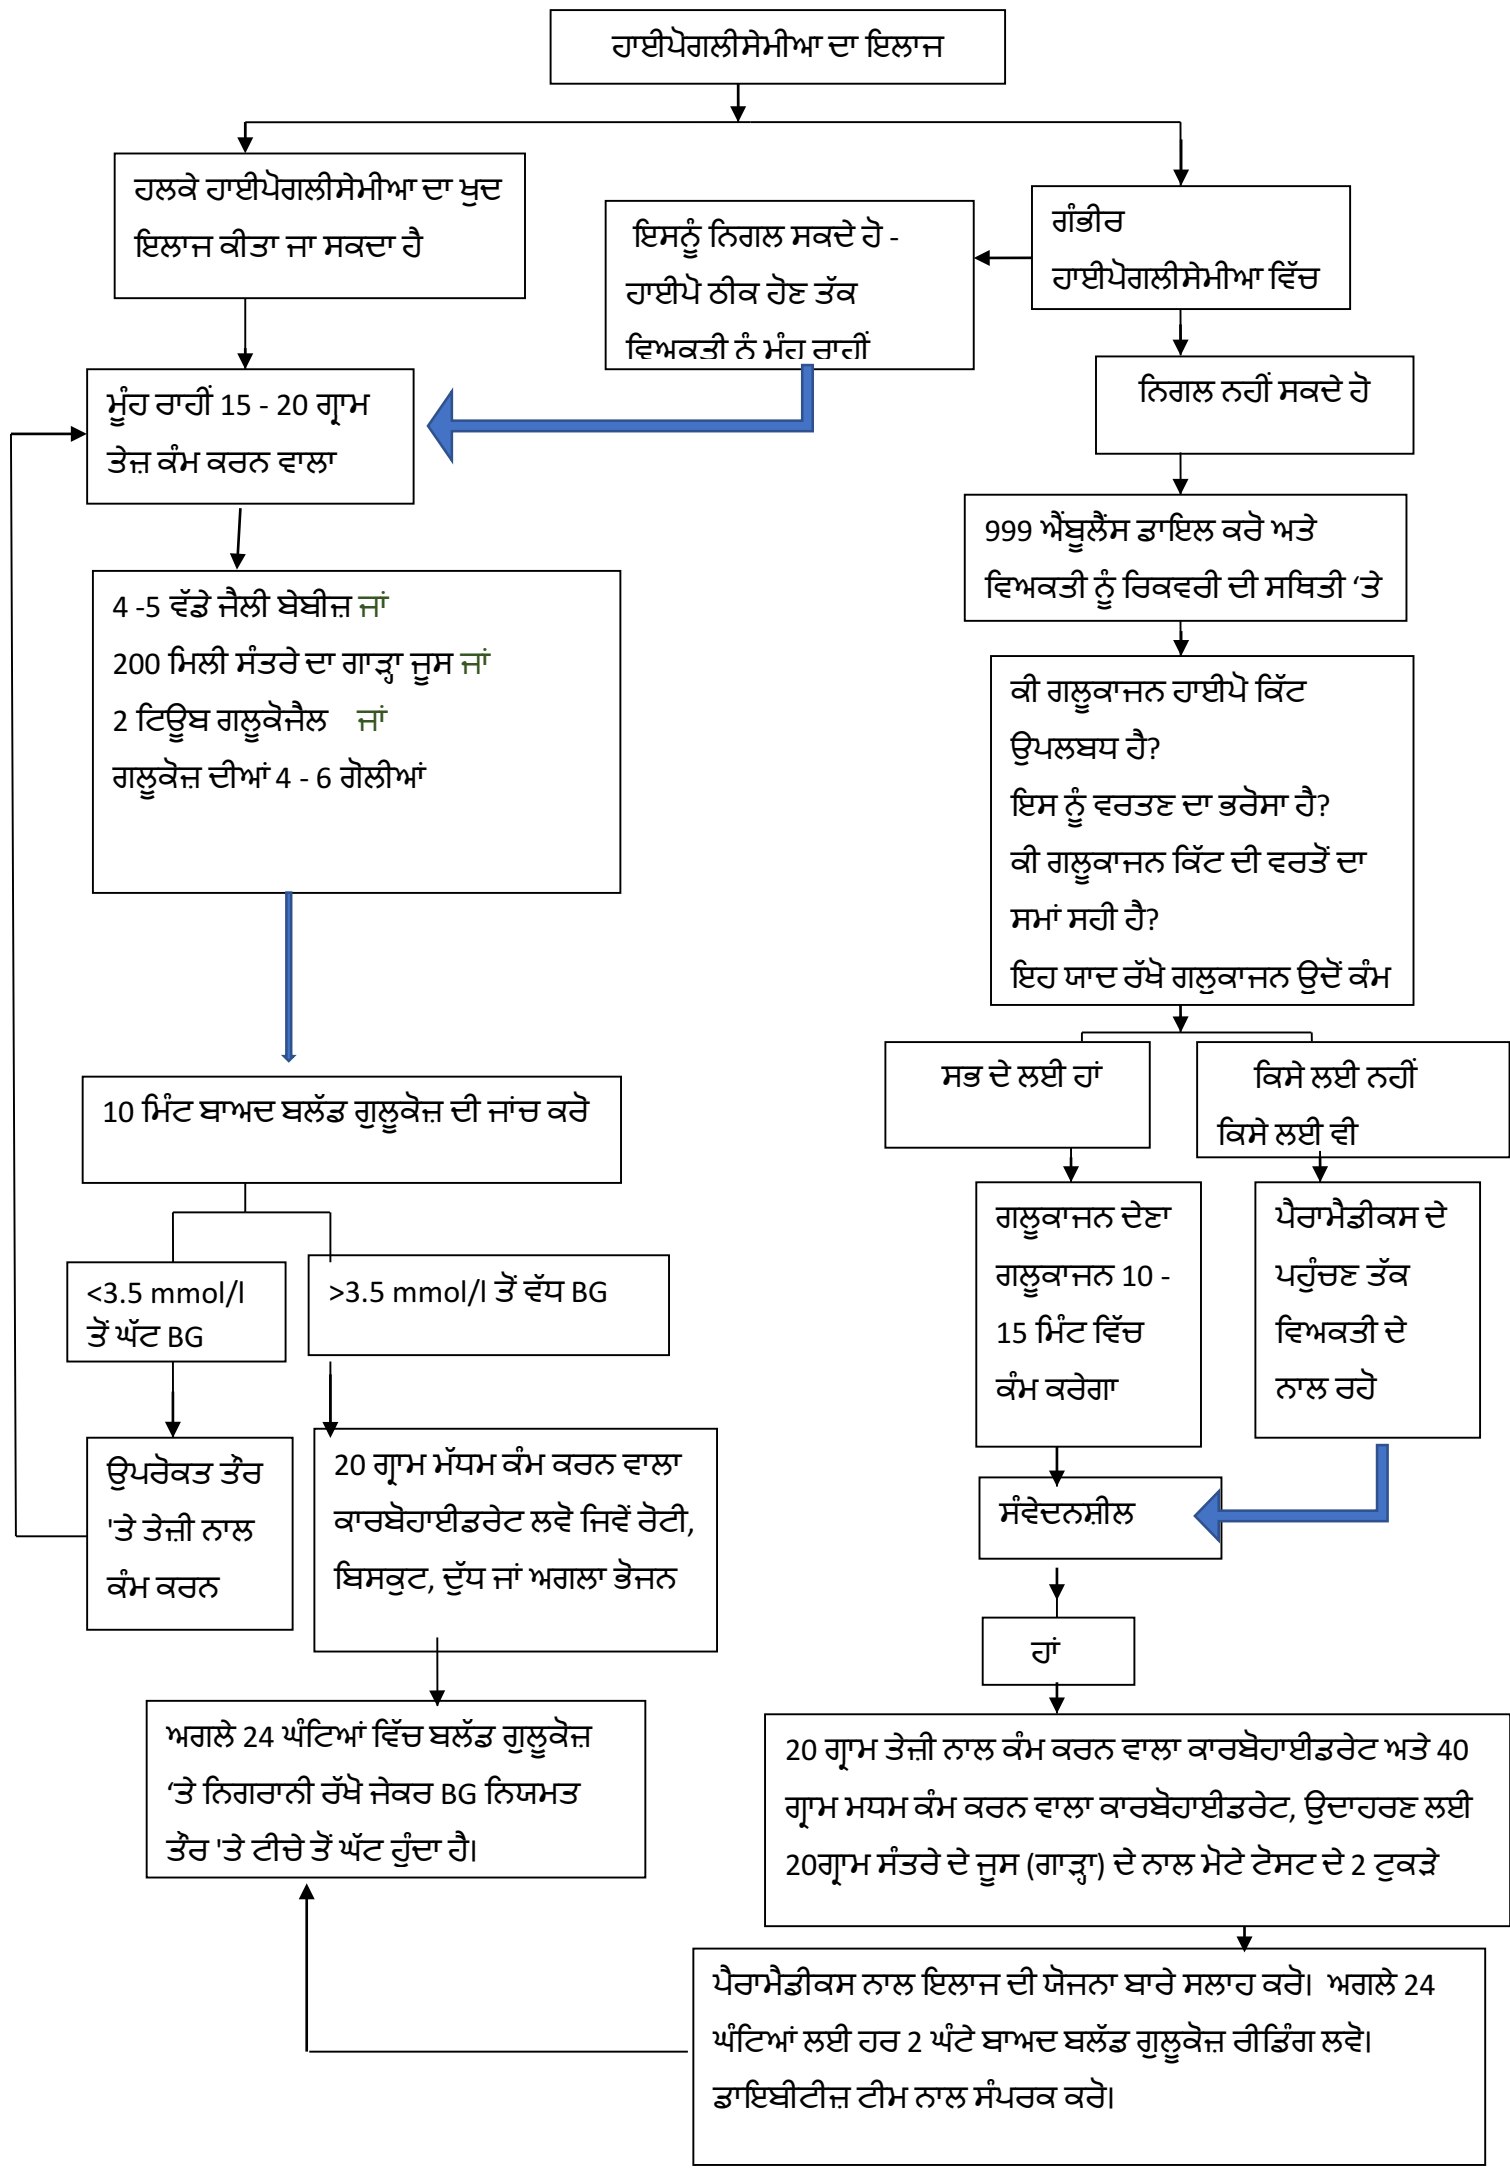 ਹਾਈਪੋਗਲੀਸੇਮੀਆ ਦਾ ਇਲਾਜ
ਹਲਕੇ ਹਾਈਪੋਗਲੀਸੇਮੀਆ ਦਾ ਖੁਦ
ਇਲਾਜ ਕੀਤਾ ਜਾ ਸਕਦਾ ਹੈ
ਇਸਨੂੰ ਨਿਗਲ ਸਕਦੇ ਹੋ -
ਹਾਈਪੋ ਠੀਕ ਹੋਣ ਤੱਕ
ਵਿਅਕਤੀ ਨੂੰ ਮੂੰਹ ਰਾਹੀਂ
ਗੰਭੀਰ
ਹਾਈਪੋਗਲੀਸੇਮੀਆ ਵਿੱਚ
ਨਿਗਲ ਨਹੀਂ ਸਕਦੇ ਹੋ
ਮੂੰਹ ਰਾਹੀਂ 15 - 20 ਗ੍ਰਾਮ
ਤੇਜ਼ ਕੰਮ ਕਰਨ ਵਾਲਾ
999 ਐਂਬੂਲੈਂਸ ਡਾਇਲ ਕਰੋ ਅਤੇ
ਵਿਅਕਤੀ ਨੂੰ ਰਿਕਵਰੀ ਦੀ ਸਥਿਤੀ ‘ਤੇ
4 -5 ਵੱਡੇ ਜੈਲੀ ਬੇਬੀਜ਼ ਜਾਂ
200 ਮਿਲੀ ਸੰਤਰੇ ਦਾ ਗਾੜ੍ਹਾ ਜੂਸ ਜਾਂ
2 ਟਿਊਬ ਗਲੂਕੋਜੈਲ ਜਾਂ
ਗਲੂਕੋਜ਼ ਦੀਆਂ 4 - 6 ਗੋਲੀਆਂ
ਕੀ ਗਲੂਕਾਜਨ ਹਾਈਪੋ ਕਿੱਟ
ਉਪਲਬਧ ਹੈ?
ਇਸ ਨੂੰ ਵਰਤਣ ਦਾ ਭਰੋਸਾ ਹੈ?
ਕੀ ਗਲੂਕਾਜਨ ਕਿੱਟ ਦੀ ਵਰਤੋਂ ਦਾ
ਸਮਾਂ ਸਹੀ ਹੈ?
ਇਹ ਯਾਦ ਰੱਖੋ ਗਲੂਕਾਜਨ ਉਦੋਂ ਕੰਮ
ਸਭ ਦੇ ਲਈ ਹਾਂ
ਕਿਸੇ ਲਈ ਨਹੀਂ
ਕਿਸੇ ਲਈ ਵੀ
10 ਮਿੰਟ ਬਾਅਦ ਬਲੱਡ ਗੁਲੂਕੋਜ਼ ਦੀ ਜਾਂਚ ਕਰੋ
ਗਲੂਕਾਜਨ ਦੇਣਾ
ਗਲੂਕਾਜਨ 10 -
15 ਮਿੰਟ ਵਿੱਚ
ਕੰਮ ਕਰੇਗਾ
ਪੈਰਾਮੈਡੀਕਸ ਦੇ
ਪਹੁੰਚਣ ਤੱਕ
ਵਿਅਕਤੀ ਦੇ
ਨਾਲ ਰਹੋ
<3.5 mmol/l
ਤੋਂ ਘੱਟ BG
>3.5 mmol/l ਤੋਂ ਵੱਧ BG
ਉਪਰੋਕਤ ਤੌਰ
'ਤੇ ਤੇਜ਼ੀ ਨਾਲ
ਕੰਮ ਕਰਨ
20 ਗ੍ਰਾਮ ਮੱਧਮ ਕੰਮ ਕਰਨ ਵਾਲਾ
ਕਾਰਬੋਹਾਈਡਰੇਟ ਲਵੋ ਜਿਵੇਂ ਰੋਟੀ,
ਬਿਸਕੁਟ, ਦੁੱਧ ਜਾਂ ਅਗਲਾ ਭੋਜਨ
ਸੰਵੇਦਨਸ਼ੀਲ
ਹਾਂ
ਅਗਲੇ 24 ਘੰਟਿਆਂ ਵਿੱਚ ਬਲੱਡ ਗੁਲੂਕੋਜ਼
‘ਤੇ ਨਿਗਰਾਨੀ ਰੱਖੋ ਜੇਕਰ BG ਨਿਯਮਤ
ਤੌਰ 'ਤੇ ਟੀਚੇ ਤੋਂ ਘੱਟ ਹੁੰਦਾ ਹੈ।
20 ਗ੍ਰਾਮ ਤੇਜ਼ੀ ਨਾਲ ਕੰਮ ਕਰਨ ਵਾਲਾ ਕਾਰਬੋਹਾਈਡਰੇਟ ਅਤੇ 40
ਗ੍ਰਾਮ ਮਧਮ ਕੰਮ ਕਰਨ ਵਾਲਾ ਕਾਰਬੋਹਾਈਡਰੇਟ, ਉਦਾਹਰਣ ਲਈ
20ਗ੍ਰਾਮ ਸੰਤਰੇ ਦੇ ਜੂਸ (ਗਾੜ੍ਹਾ) ਦੇ ਨਾਲ ਮੋਟੇ ਟੋਸਟ ਦੇ 2 ਟੁਕੜੇ
ਪੈਰਾਮੈਡੀਕਸ ਨਾਲ ਇਲਾਜ ਦੀ ਯੋਜਨਾ ਬਾਰੇ ਸਲਾਹ ਕਰੋ। ਅਗਲੇ 24
ਘੰਟਿਆਂ ਲਈ ਹਰ 2 ਘੰਟੇ ਬਾਅਦ ਬਲੱਡ ਗੁਲੂਕੋਜ਼ ਰੀਡਿੰਗ ਲਵੋ।
ਡਾਇਬੀਟੀਜ਼ ਟੀਮ ਨਾਲ ਸੰਪਰਕ ਕਰੋ।